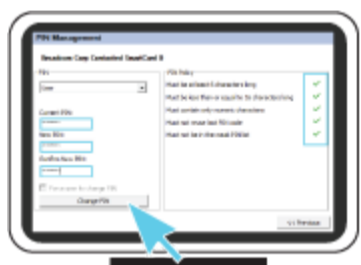 PIN Management
Broadcom Corp Contacted SmartCard 0
PIN
User
Current PIN:
New PIN:
Confirm New PIN:
Change PIN
PIN Policy
Must be at least 5 characters long
Must be less than or equal to 15 characters long
Must contain only numeric characters
Must not reuse last PIN code
<< Previous